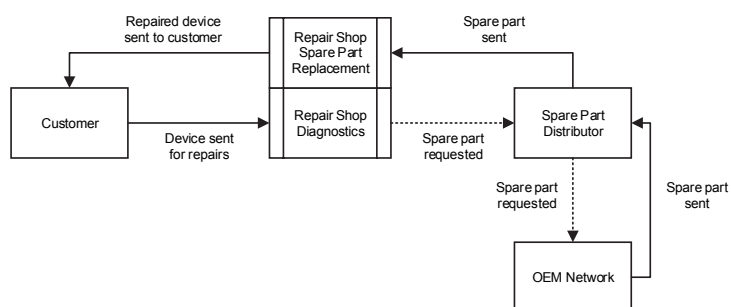 Repaired device
sent to customer
Repair Shop
Spare Part
Replacement
Spare part
sent
Customer
Device sent
for repairs
Repair Shop
Diagnostics
Spare part
requested
Spare Part
Distributor
Spare part
requested
Spare part
sent
OEM Network